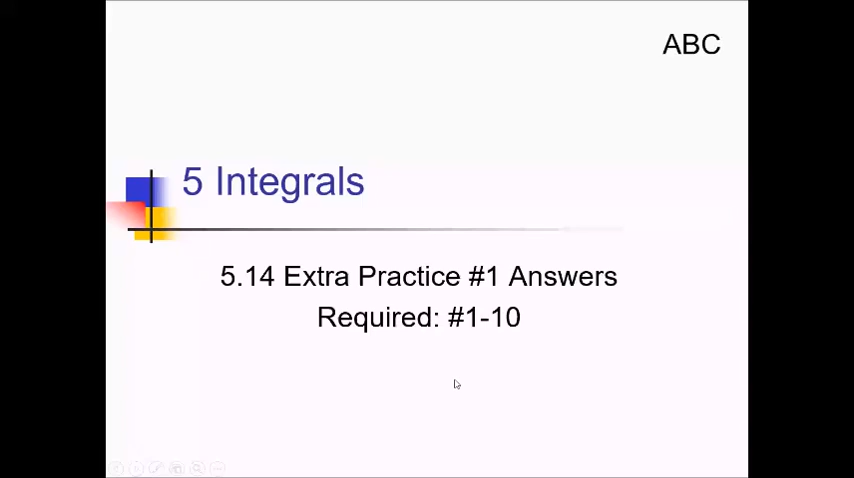 ABC
5 Integrals
5.14 Extra Practice #1 Answers
Required: #1-10